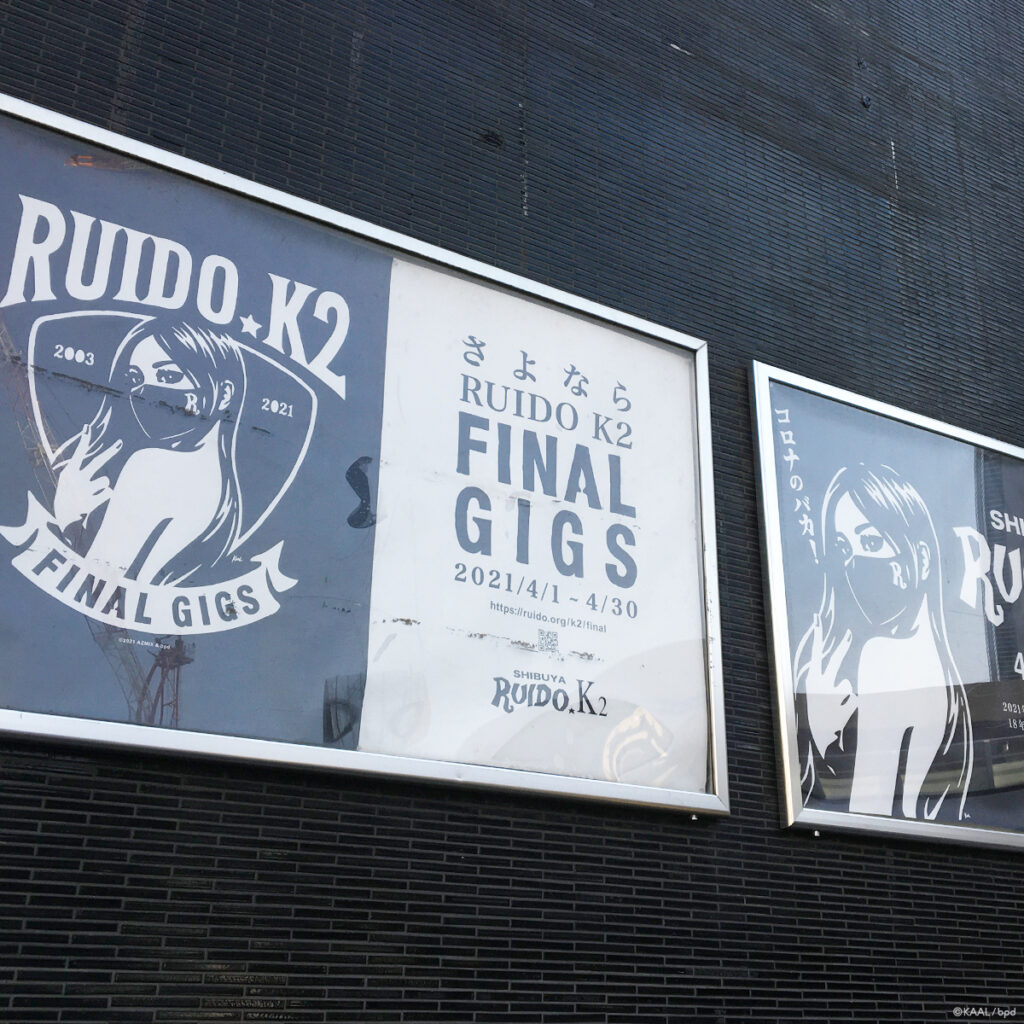 RUIDO★K2
2003
2021
R
FINAL GIGS
©2021 AZMIX & bpd
さよなら
RUIDO K2
FINAL
GIGS
2021/4/1 ~ 4/30
https://ruido.org/k2/final
SHIBUYA
RUIDO★K2
コロナのバカ!
R
SHI
RU
4
2021
18
©KAAL / bpd